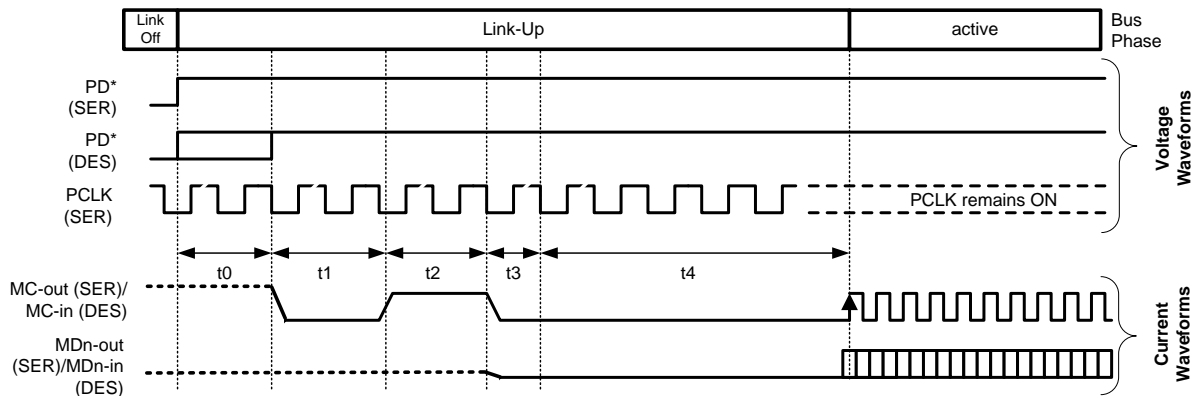 Link
Off
Link-Up
active
Bus
Phase
PD*
(SER)
PD*
(DES)
PCLK
(SER)
PCLK remains ON
Voltage
Waveforms
t0
t1
t2
t3
t4
MC-out (SER)/
MC-in (DES)
MDn-out
(SER)/MDn-in
(DES)
Current
Waveforms